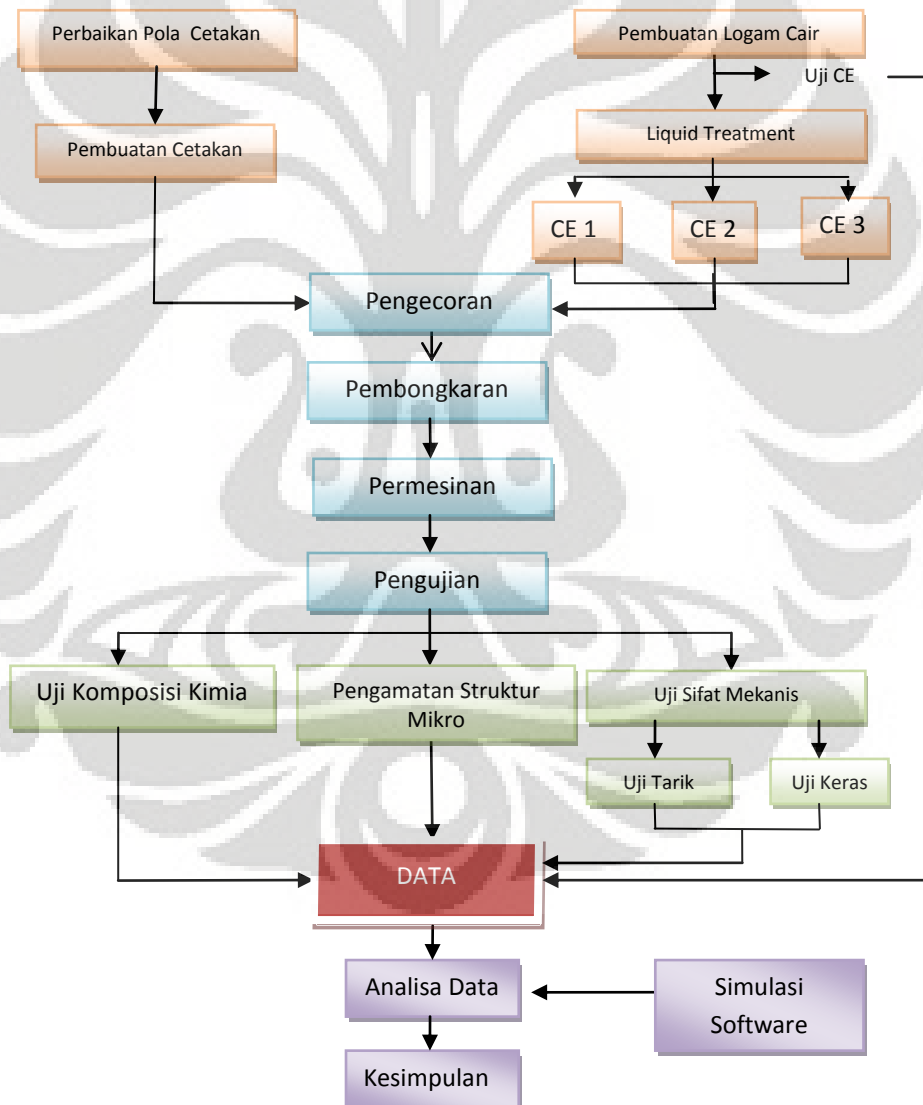 Perbaikan Pola Cetakan
Pembuatan Logam Cair
Uji CE
Pembuatan Cetakan
Liquid Treatment
CE 1
CE 2
CE 3
Pengecoran
Pembongkaran
Permesinan
Pengujian
Uji Komposisi Kimia
Pengamatan Struktur
Mikro
Uji Sifat Mekanis
Uji Tarik
Uji Keras
DATA
Analisa Data
Simulasi
Software
Kesimpulan